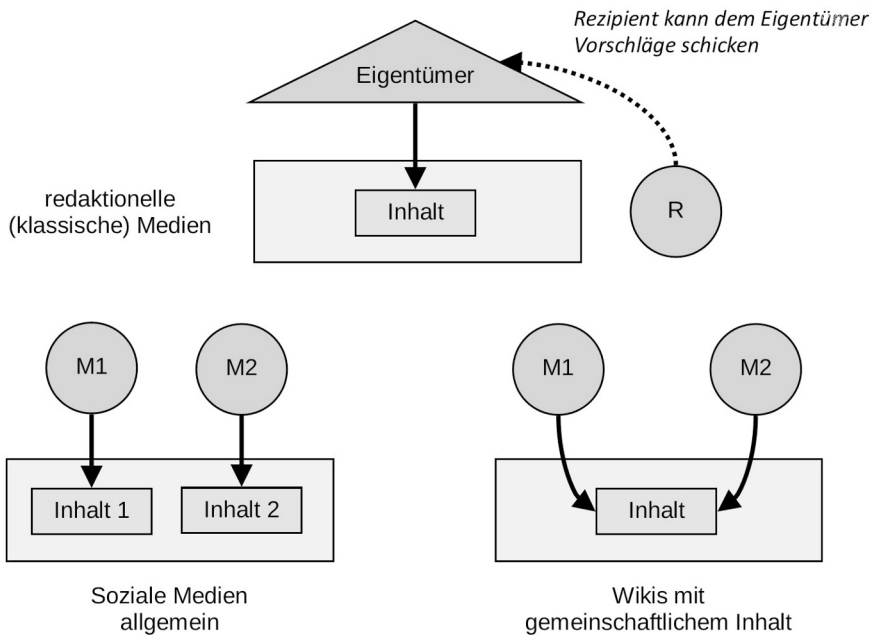 Rezipient kann dem Eigentümer
Vorschläge schicken
Eigentümer
redaktionelle
(klassische) Medien
Inhalt
R
M1
M2
Inhalt 1
Inhalt 2
Soziale Medien
allgemein
M1
M2
Inhalt
Wikis mit
gemeinschaftlichem Inhalt